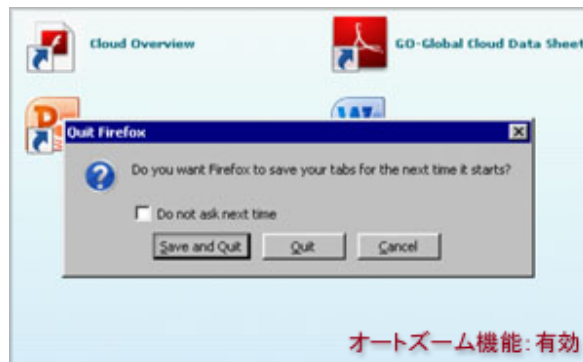 Cloud Overview
GO-Global Cloud Data Sheet
Quit Firefox
Do you want Firefox to save your tabs for the next time it starts?
Do not ask next time
Save and Quit
Quit
Cancel
オートズーム機能：有効